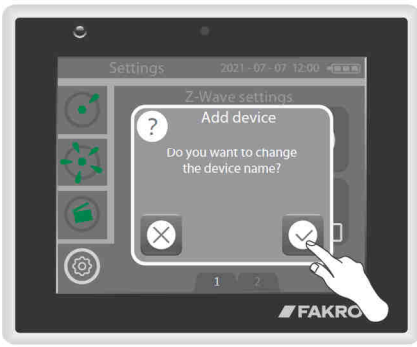 Settings 2021-07-07 12:00
Z-Wave settings
Add device
?
Do you want to change
the device name?
1 2
FAKRO